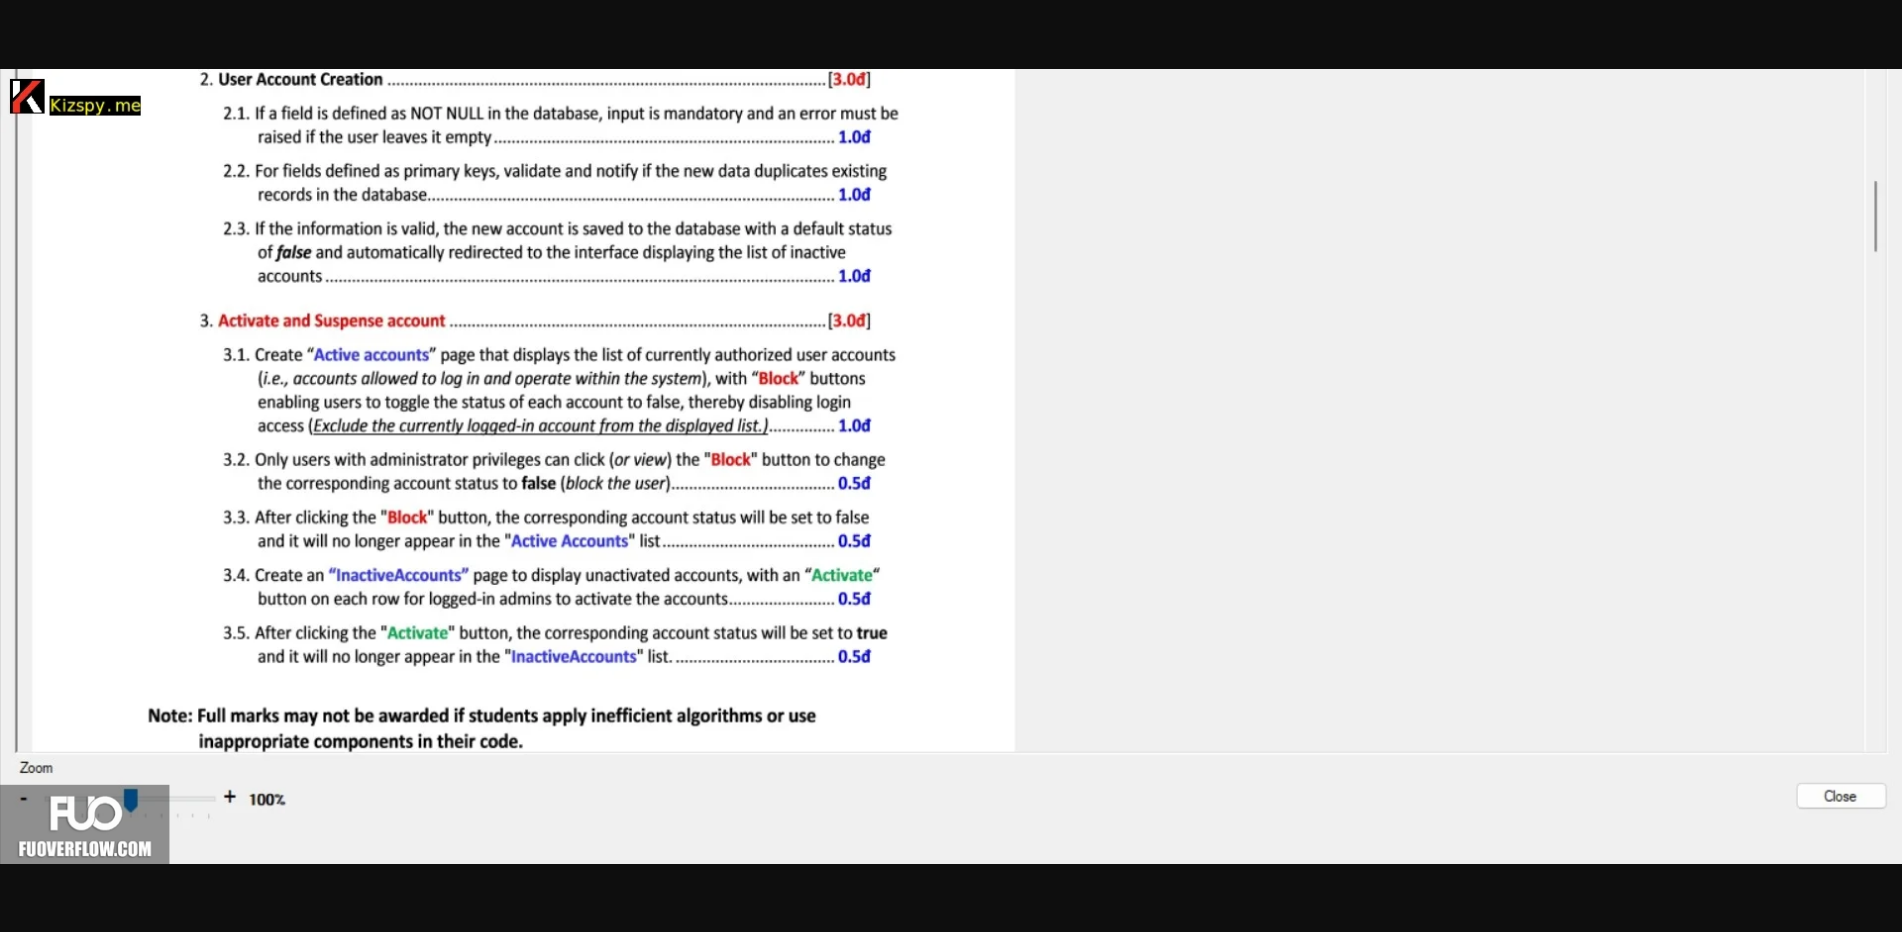 Kizspy.me
2. User Account Creation ........................................................................................ [3.0đ]
2.1. If a field is defined as NOT NULL in the database, input is mandatory and an error must be
raised if the user leaves it empty .................................................................... 1.0đ
2.2. For fields defined as primary keys, validate and notify if the new data duplicates existing
records in the database.................................................................................. 1.0đ
2.3. If the information is valid, the new account is saved to the database with a default status
of false and automatically redirected to the interface displaying the list of inactive
accounts ...................................................................................................... 1.0đ
3. Activate and Suspense account ........................................................................... [3.0đ]
3.1. Create “Active accounts” page that displays the list of currently authorized user accounts
(i.e., accounts allowed to log in and operate within the system), with “Block” buttons
enabling users to toggle the status of each account to false, thereby disabling login
access (Exclude the currently logged-in account from the displayed list.).............. 1.0đ
3.2. Only users with administrator privileges can click (or view) the "Block" button to change
the corresponding account status to false (block the user)................................. 0.5đ
3.3. After clicking the "Block" button, the corresponding account status will be set to false
and it will no longer appear in the "Active Accounts" list ................................... 0.5đ
3.4. Create an “InactiveAccounts” page to display unactivated accounts, with an “Activate“
button on each row for logged-in admins to activate the accounts...................... 0.5đ
3.5. After clicking the "Activate" button, the corresponding account status will be set to true
and it will no longer appear in the "InactiveAccounts" list. ................................ 0.5đ
Note: Full marks may not be awarded if students apply inefficient algorithms or use
inappropriate components in their code.
Zoom
- + 100%
Close
FUO
FUOVERFLOW.COM